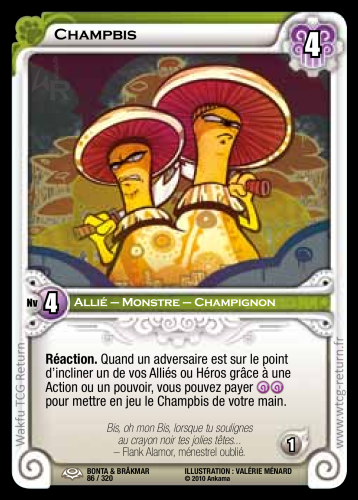 Champbis
4
Nv 4
Allié – Monstre – Champignon
Réaction. Quand un adversaire est sur le point
d'incliner un de vos Alliés ou Héros grâce à une
Action ou un pouvoir, vous pouvez payer
pour mettre en jeu le Champbis de votre main.
Bis, oh mon Bis, lorsque tu soulignes
au crayon noir tes jolies têtes...
– Flank Alamor, ménestrel oublié.
1
BONTA & BRÂKMAR
86 / 320
ILLUSTRATION : VALÉRIE MÉNARD
© 2010 Ankama
Wakfu TCG Return
www.wtcg-return.fr